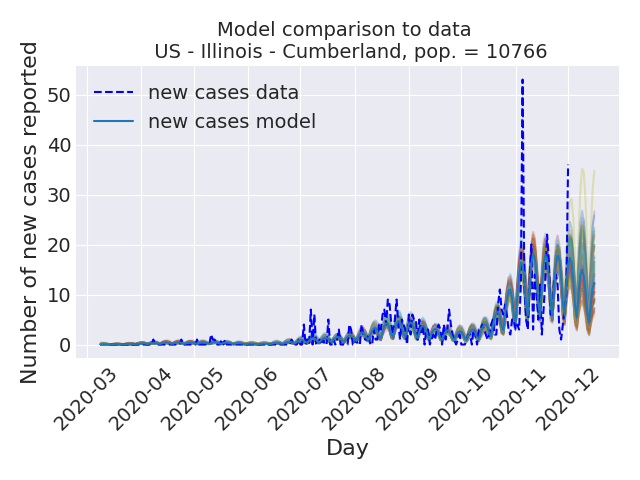 Model comparison to data
US - Illinois - Cumberland, pop. = 10766
Number of new cases reported
50
40
30
20
10
0
new cases data
new cases model
2020-03
2020-04
2020-05
2020-06
2020-07
2020-08
2020-09
2020-10
2020-11
2020-12
Day